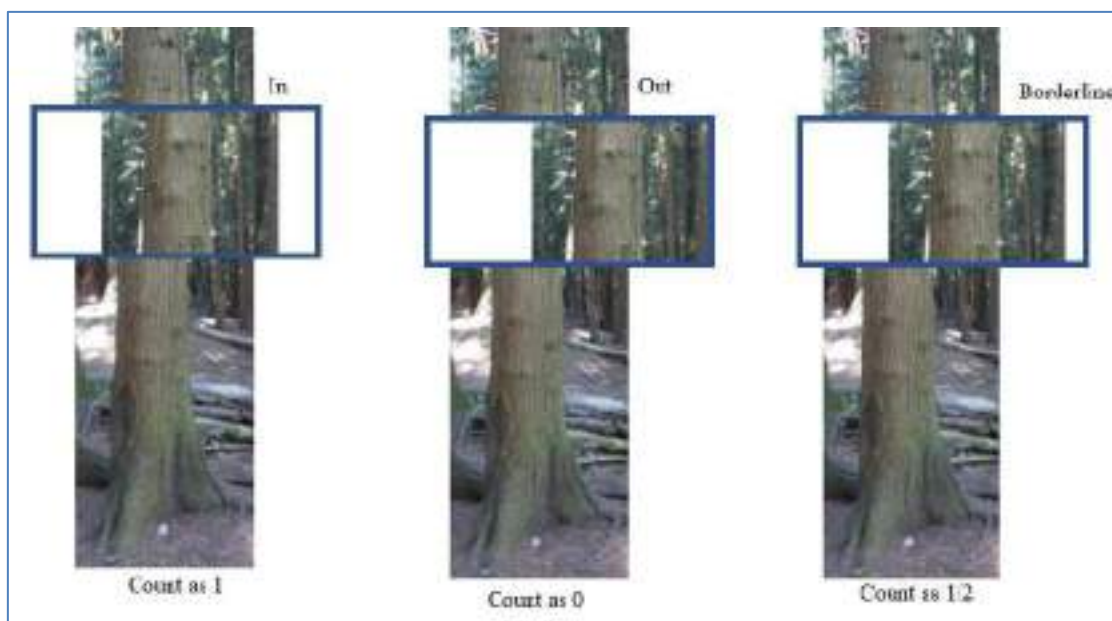 In
Out
Borderline
Count as 1
Count as 0
Count as 1:2